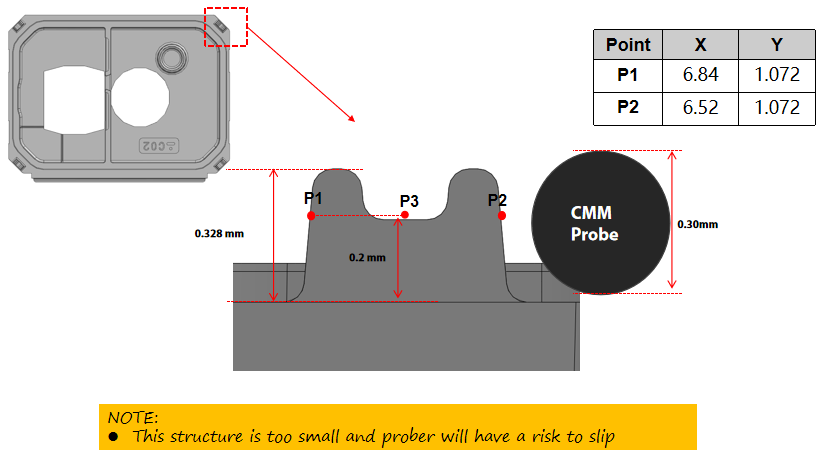 Point X Y
P1 6.84 1.072
P2 6.52 1.072
C02
P1
P3
P2
0.328 mm
0.2 mm
CMM
Probe
0.30mm
NOTE:
● This structure is too small and prober will have a risk to slip